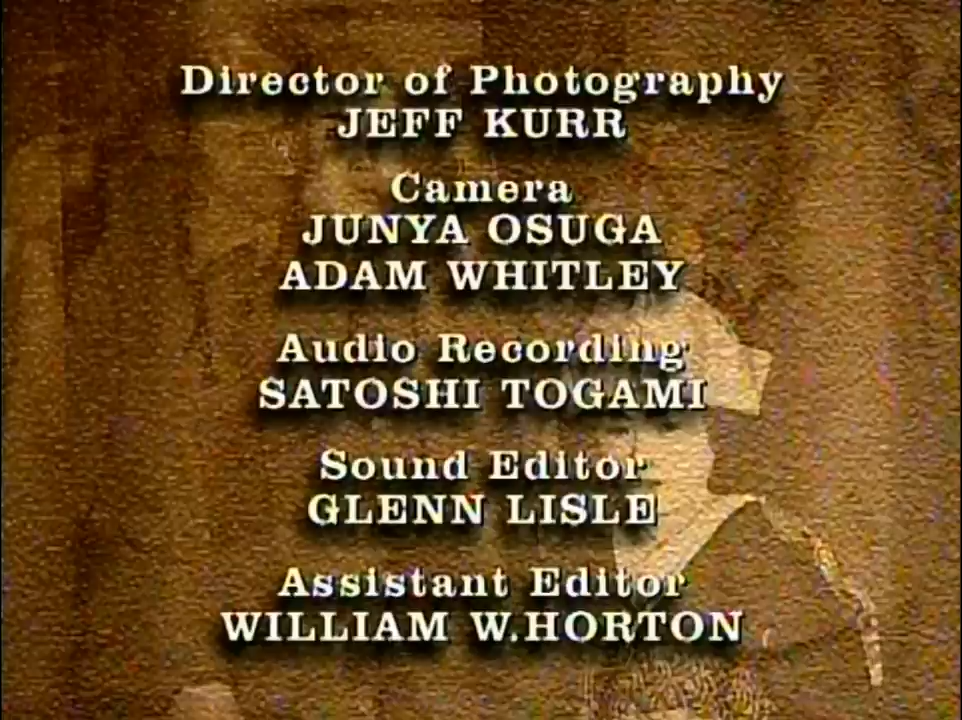 Director of Photography
JEFF KURR
Camera
JUNYA OSUGA
ADAM WHITLEY
Audio Recording
SATOSHI TOGAMI
Sound Editor
GLENN LISLE
Assistant Editor
WILLIAM W.HORTON